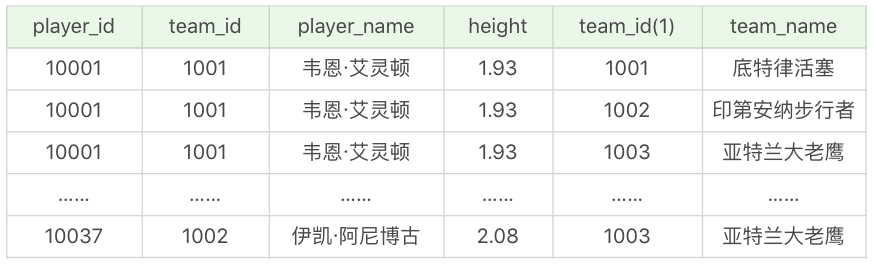 player_id team_id player_name height team_id(1) team_name
10001 1001 韦恩·艾灵顿 1.93 1001 底特律活塞
10001 1001 韦恩·艾灵顿 1.93 1002 印第安纳步行者
10001 1001 韦恩·艾灵顿 1.93 1003 亚特兰大老鹰
…… …… …… …… …… ……
10037 1002 伊凯·阿尼博古 2.08 1003 亚特兰大老鹰